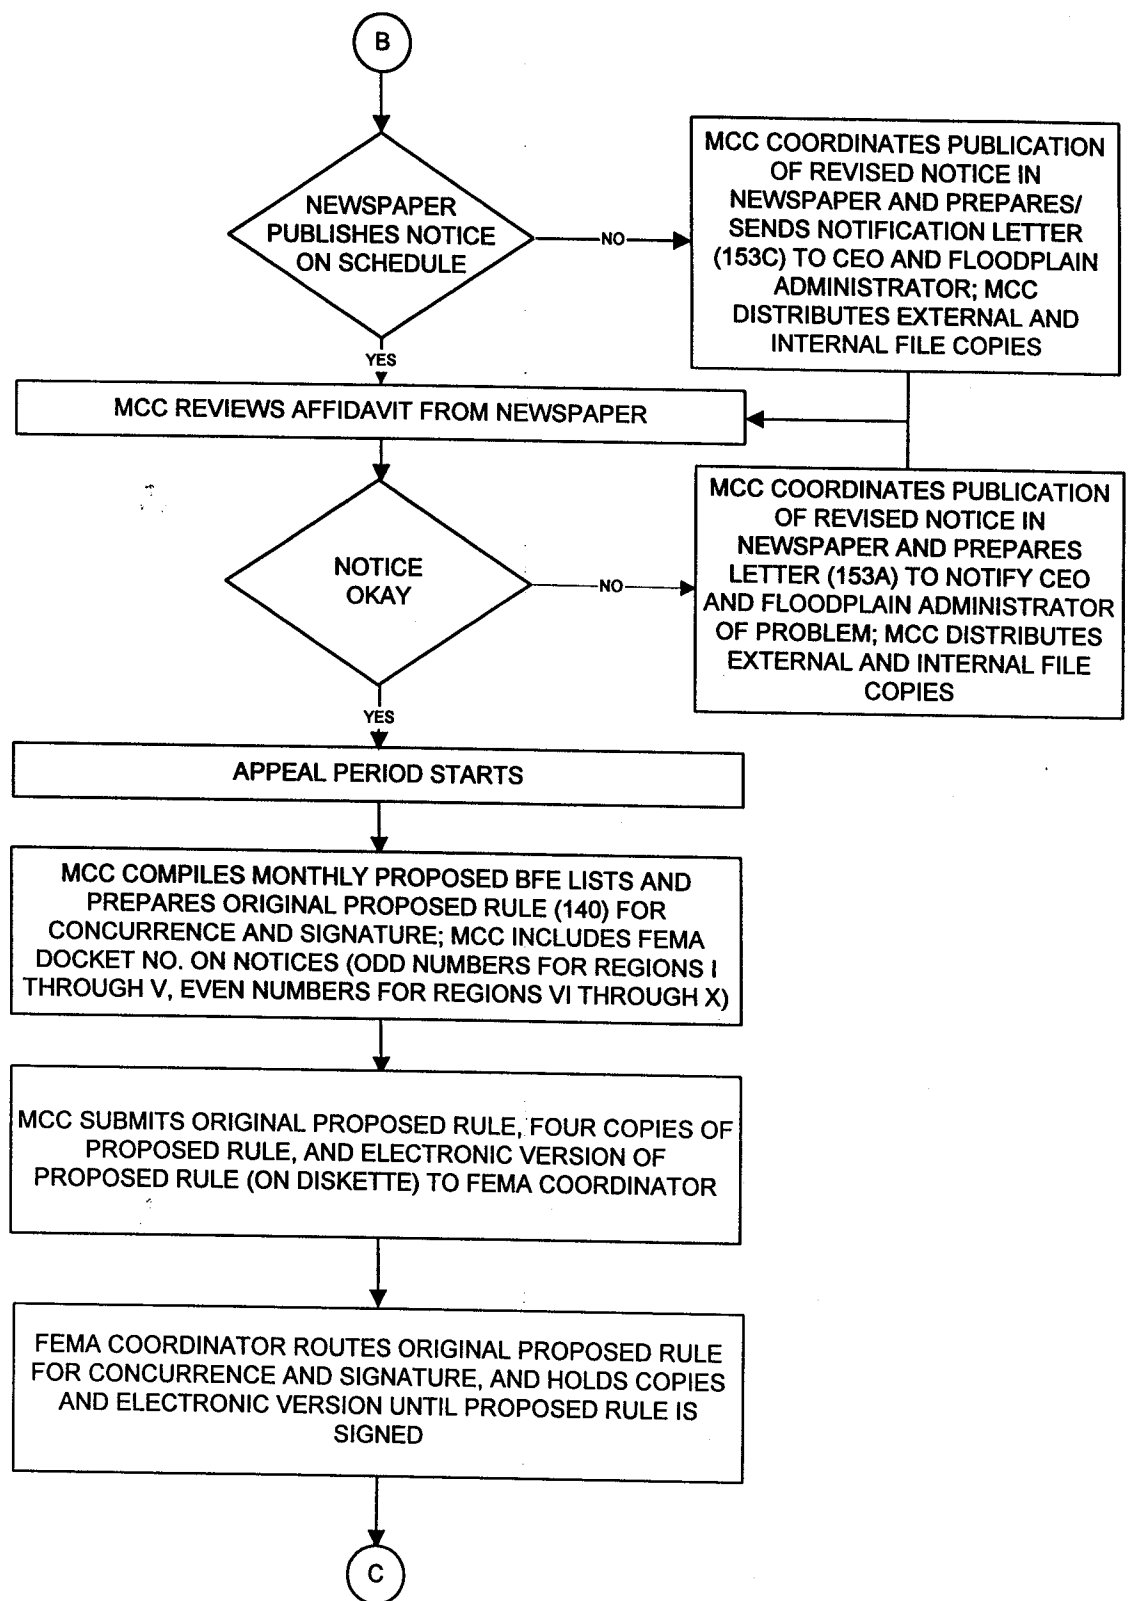 B
NEWSPAPER
PUBLISHES NOTICE
ON SCHEDULE
NO
MCC COORDINATES PUBLICATION
OF REVISED NOTICE IN
NEWSPAPER AND PREPARES/
SENDS NOTIFICATION LETTER
(153C) TO CEO AND FLOODPLAIN
ADMINISTRATOR; MCC
DISTRIBUTES EXTERNAL AND
INTERNAL FILE COPIES
YES
MCC REVIEWS AFFIDAVIT FROM NEWSPAPER
NOTICE
OKAY
NO
MCC COORDINATES PUBLICATION
OF REVISED NOTICE IN
NEWSPAPER AND PREPARES
LETTER (153A) TO NOTIFY CEO
AND FLOODPLAIN ADMINISTRATOR
OF PROBLEM; MCC DISTRIBUTES
EXTERNAL AND INTERNAL FILE
COPIES
YES
APPEAL PERIOD STARTS
MCC COMPILES MONTHLY PROPOSED BFE LISTS AND
PREPARES ORIGINAL PROPOSED RULE (140) FOR
CONCURRENCE AND SIGNATURE; MCC INCLUDES FEMA
DOCKET NO. ON NOTICES (ODD NUMBERS FOR REGIONS I
THROUGH V, EVEN NUMBERS FOR REGIONS VI THROUGH X)
MCC SUBMITS ORIGINAL PROPOSED RULE, FOUR COPIES OF
PROPOSED RULE, AND ELECTRONIC VERSION OF
PROPOSED RULE (ON DISKETTE) TO FEMA COORDINATOR
FEMA COORDINATOR ROUTES ORIGINAL PROPOSED RULE
FOR CONCURRENCE AND SIGNATURE, AND HOLDS COPIES
AND ELECTRONIC VERSION UNTIL PROPOSED RULE IS
SIGNED
C